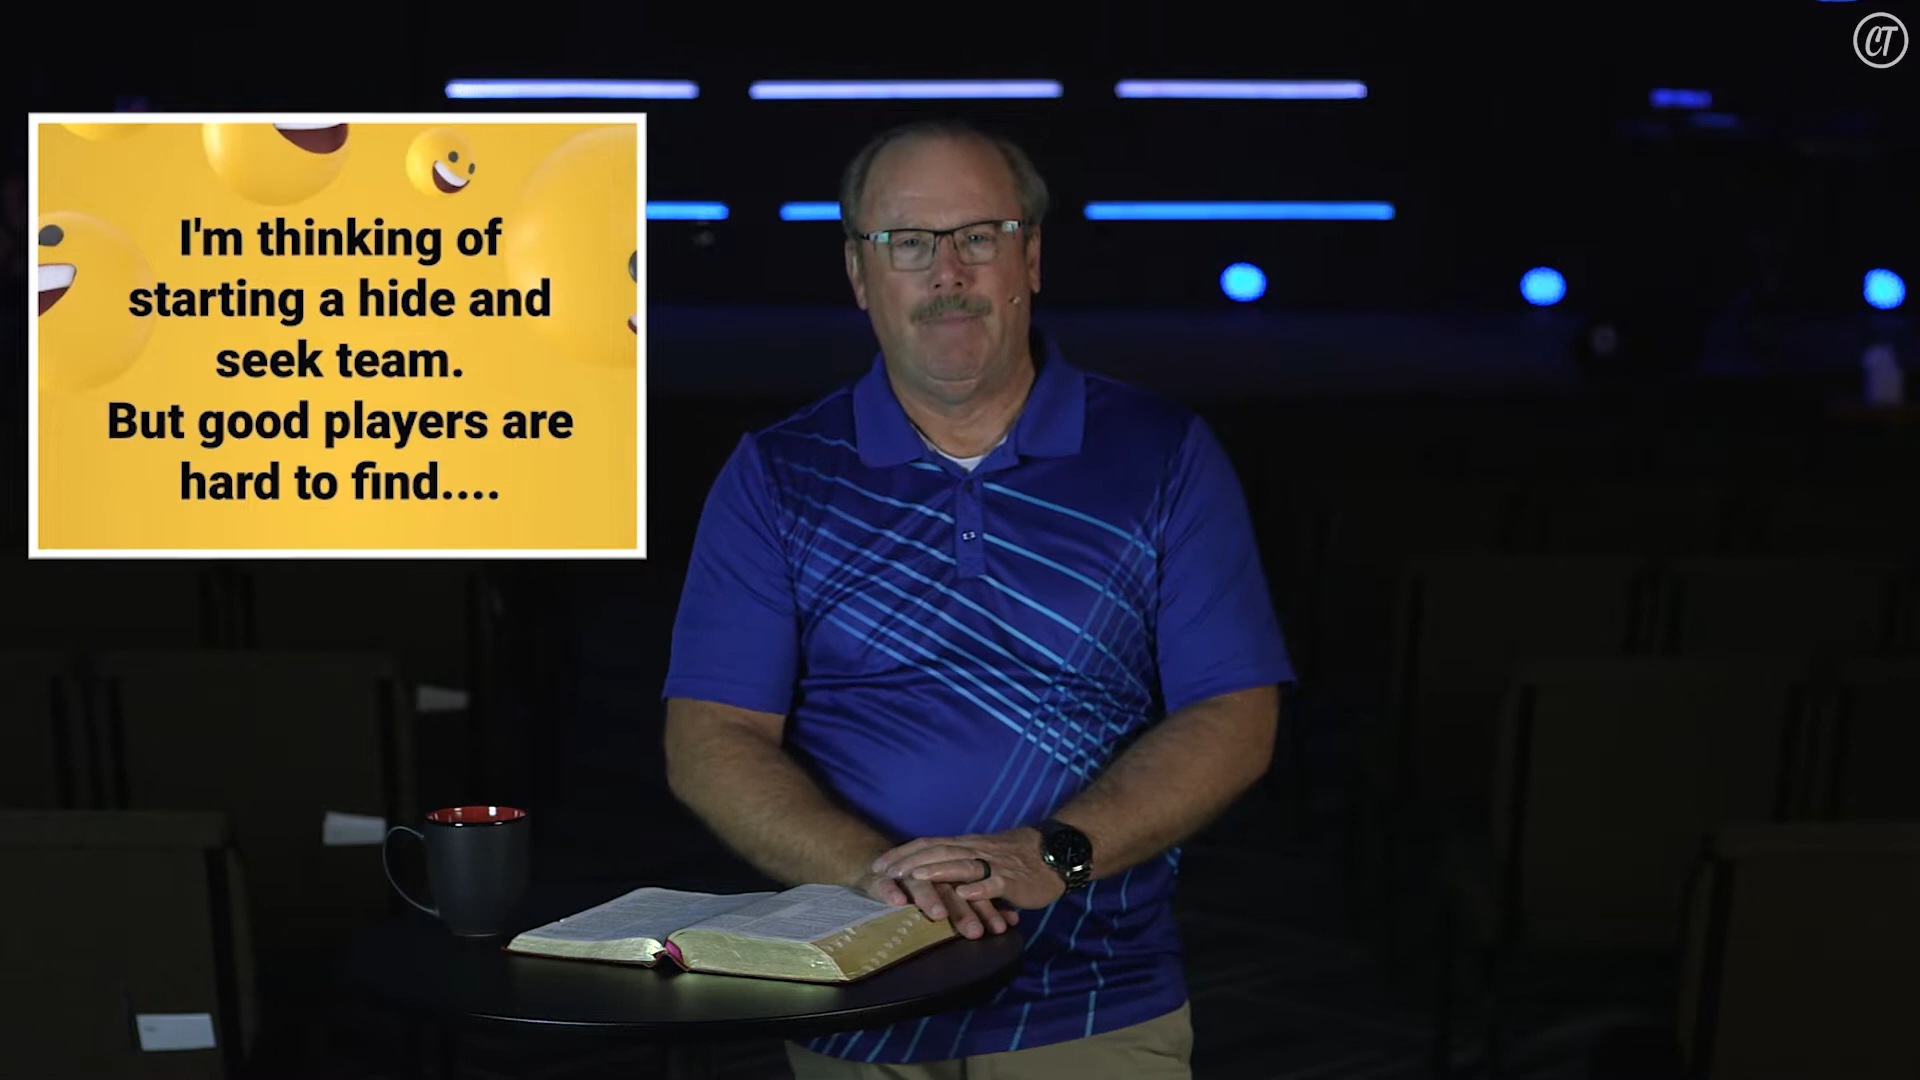 CT
I'm thinking of
starting a hide and
seek team.
But good players are
hard to find....